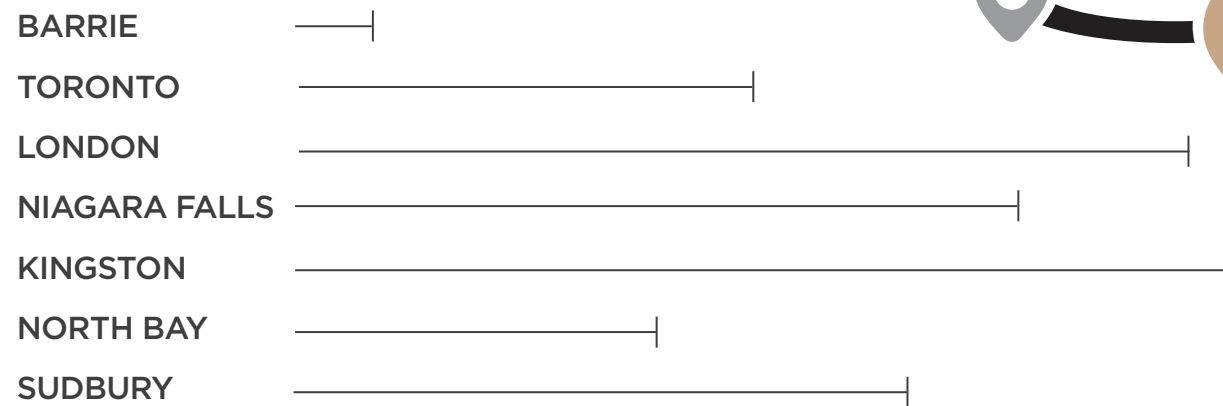 BARRIE
TORONTO
LONDON
NIAGARA FALLS
KINGSTON
NORTH BAY
SUDBURY